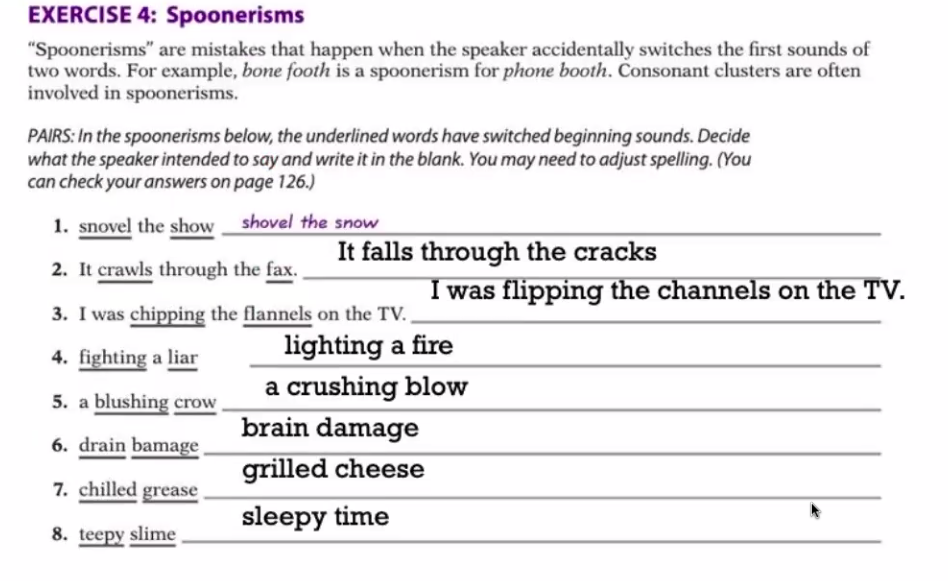 EXERCISE 4: Spoonerisms
“Spoonerisms” are mistakes that happen when the speaker accidentally switches the first sounds of
two words. For example, bone footh is a spoonerism for phone booth. Consonant clusters are often
involved in spoonerisms.
PAIRS: In the spoonerisms below, the underlined words have switched beginning sounds. Decide
what the speaker intended to say and write it in the blank. You may need to adjust spelling. (You
can check your answers on page 126.)
1. snovel the show shovel the snow
It falls through the cracks
2. It crawls through the fax.
I was flipping the channels on the TV.
3. I was chipping the flannels on the TV.
4. fighting a liar lighting a fire
5. a blushing crow a crushing blow
6. drain bamage brain damage
7. chilled grease grilled cheese
8. teepy slime sleepy time